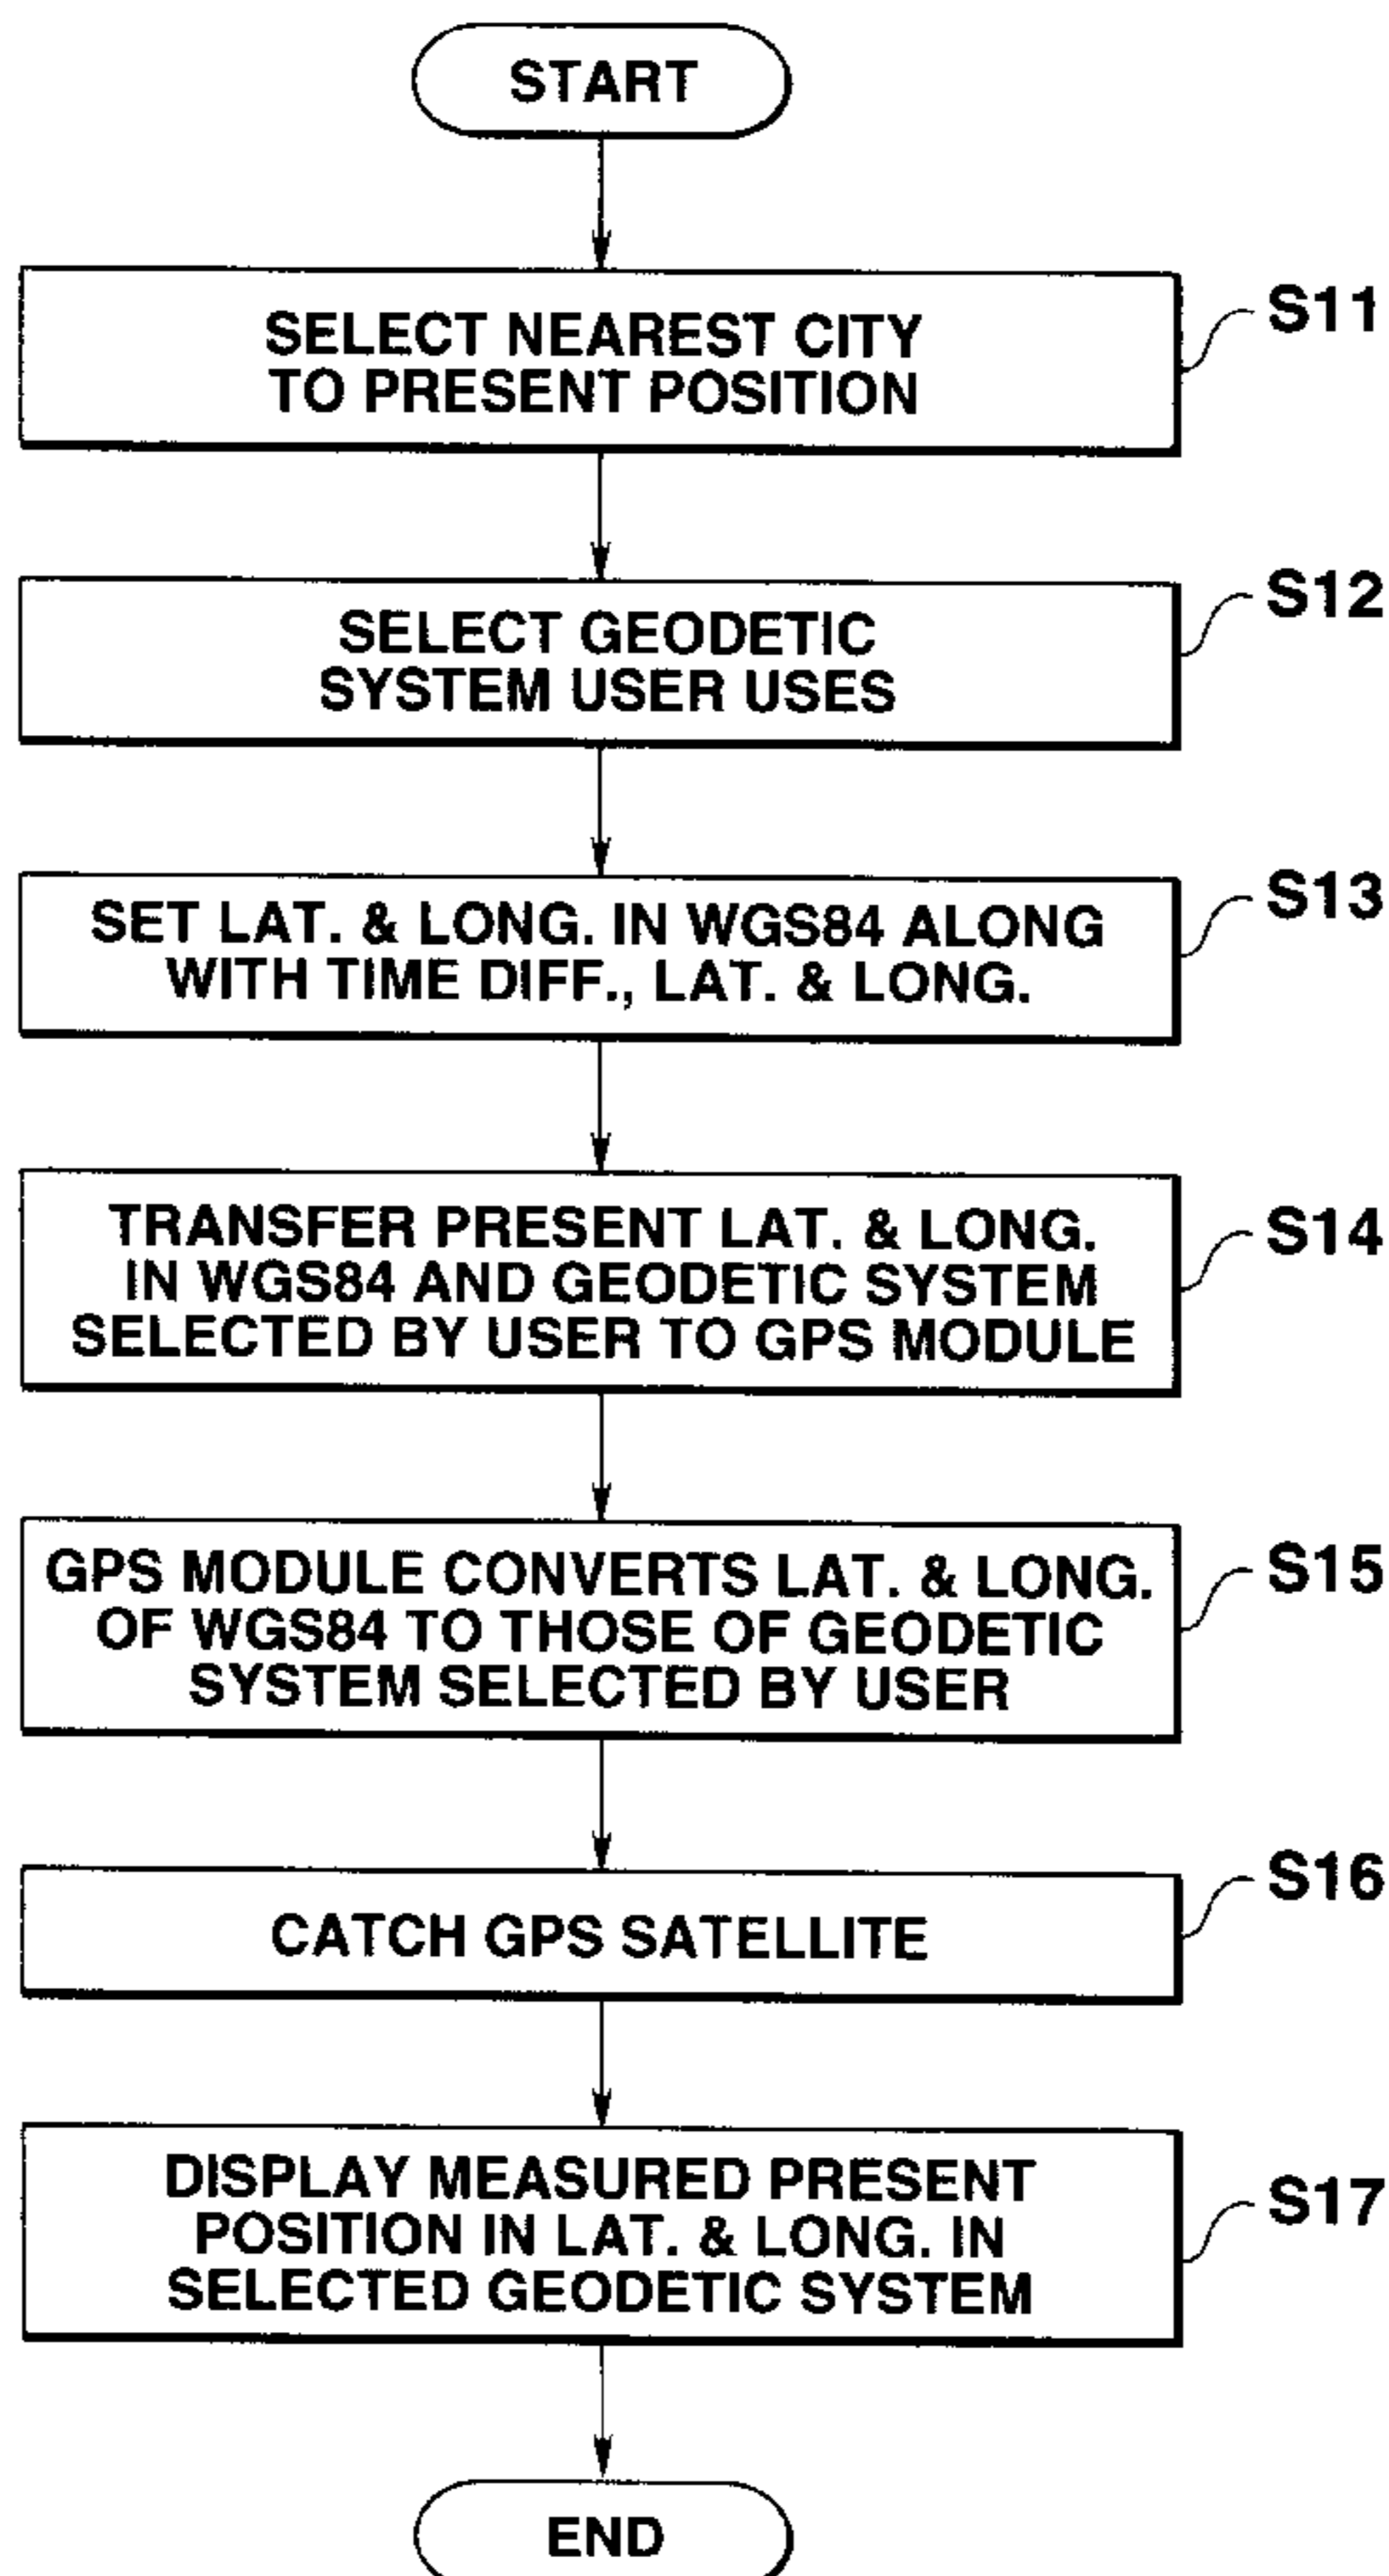 START
SELECT NEAREST CITY
TO PRESENT POSITION
S11
SELECT GEODETIC
SYSTEM USER USES
S12
SET LAT. & LONG. IN WGS84 ALONG
WITH TIME DIFF., LAT. & LONG.
S13
TRANSFER PRESENT LAT. & LONG.
IN WGS84 AND GEODETIC SYSTEM
SELECTED BY USER TO GPS MODULE
S14
GPS MODULE CONVERTS LAT. & LONG.
OF WGS84 TO THOSE OF GEODETIC
SYSTEM SELECTED BY USER
S15
CATCH GPS SATELLITE
S16
DISPLAY MEASURED PRESENT
POSITION IN LAT. & LONG. IN
SELECTED GEODETIC SYSTEM
S17
END